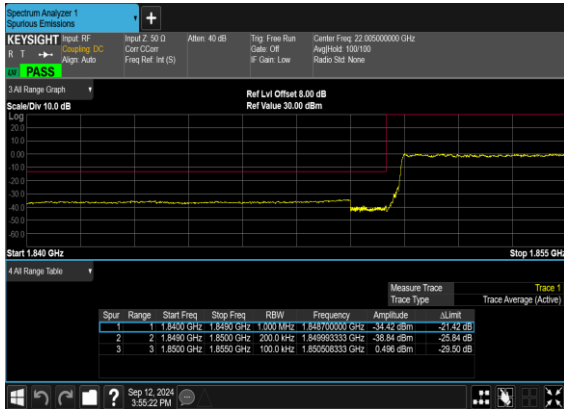 Spectrum Analyzer 1
Spurious Emissions
KEYSIGHT Input: RF Input Z: 50 Ω Atten: 40 dB Trig: Free Run Center Freq: 22.005000000 GHz
R T Coupling: DC Corr CCorr Gate: Off Avg|Hold: 100/100
Align: Auto Freq Ref: Int (S) IF Gain: Low Radio Std: None
LXI PASS
3 All Range Graph
Ref Lvl Offset 8.00 dB
Scale/Div 10.0 dB Ref Value 30.00 dBm
Log
20.0
10.0
0.00
-10.0
-20.0
-30.0
-40.0
-50.0
-60.0
Start 1.840 GHz Stop 1.855 GHz
4 All Range Table
Measure Trace Trace 1
Trace Type Trace Average (Active)
Spur Range Start Freq Stop Freq RBW Frequency Amplitude ΔLimit
1 1 1.8400 GHz 1.8490 GHz 1.000 MHz 1.848700000 GHz -34.42 dBm -21.42 dB
2 2 1.8490 GHz 1.8500 GHz 200.0 kHz 1.849993333 GHz -38.84 dBm -25.84 dB
3 3 1.8500 GHz 1.8550 GHz 100.0 kHz 1.850508333 GHz 0.496 dBm -29.50 dB
Sep 12, 2024
3:55:22 PM